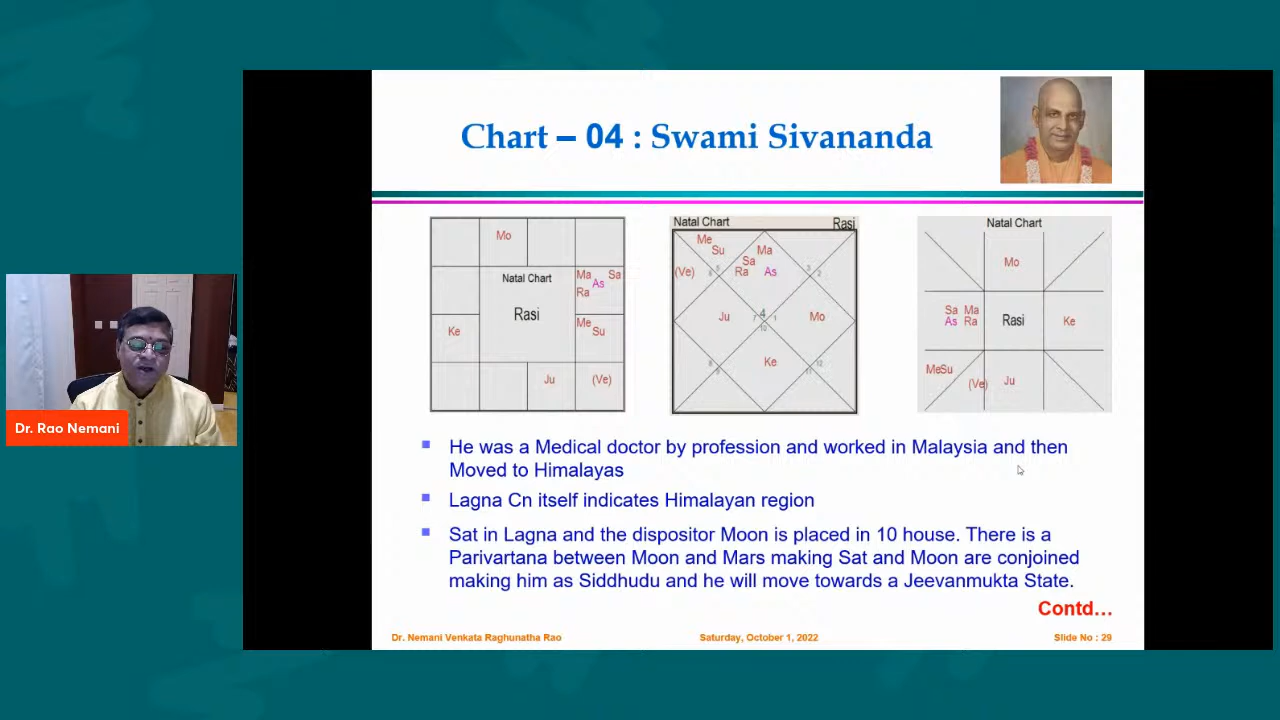 Chart – 04 : Swami Sivananda
Mo
Natal Chart
Rasi
Ma
Sa
As
Ra
Ke
Me
Su
Ju
(Ve)
Natal Chart
Rasi
Me
Su
Ma
Sa
(Ve)
Ra
As
Ju
4
Mo
10
Ke
Natal Chart
Mo
Sa
Ma
As
Ra
Rasi
Ke
MeSu
(Ve)
Ju
Dr. Rao Nemani
He was a Medical doctor by profession and worked in Malaysia and then
Moved to Himalayas
Lagna Cn itself indicates Himalayan region
Sat in Lagna and the dispositor Moon is placed in 10 house. There is a
Parivartana between Moon and Mars making Sat and Moon are conjoined
making him as Siddhudu and he will move towards a Jeevanmukta State.
Contd...
Dr. Nemani Venkata Raghunatha Rao
Saturday, October 1, 2022
Slide No : 29